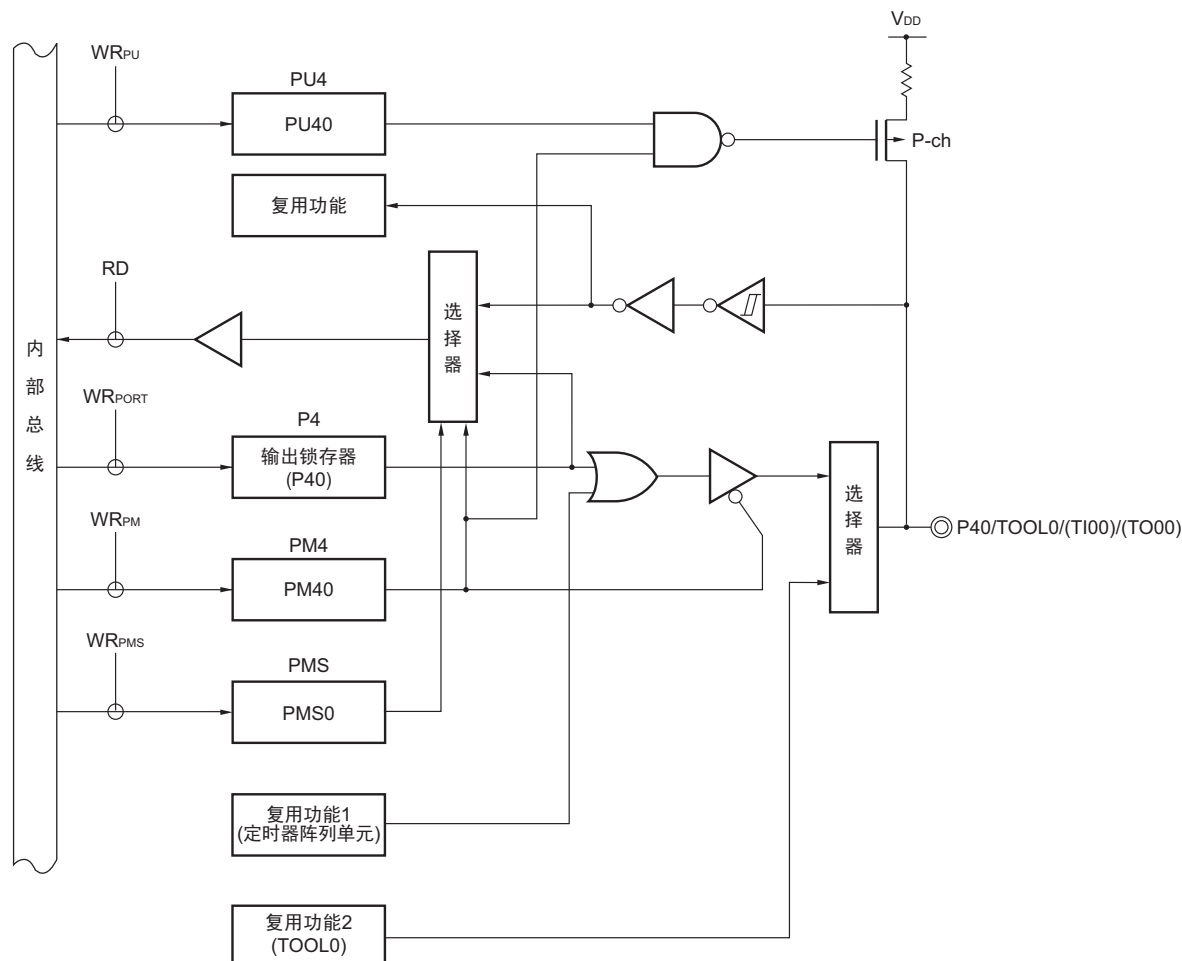 VDD
WRPU
PU4
PU40
P-ch
复用功能
RD
选择器
内部总线
WRPORT
P4
输出锁存器
(P40)
选择器
P40/TOOL0/(TI00)/(TO00)
WRPM
PM4
PM40
WRPMS
PMS
PMS0
复用功能1
(定时器阵列单元)
复用功能2
(TOOL0)